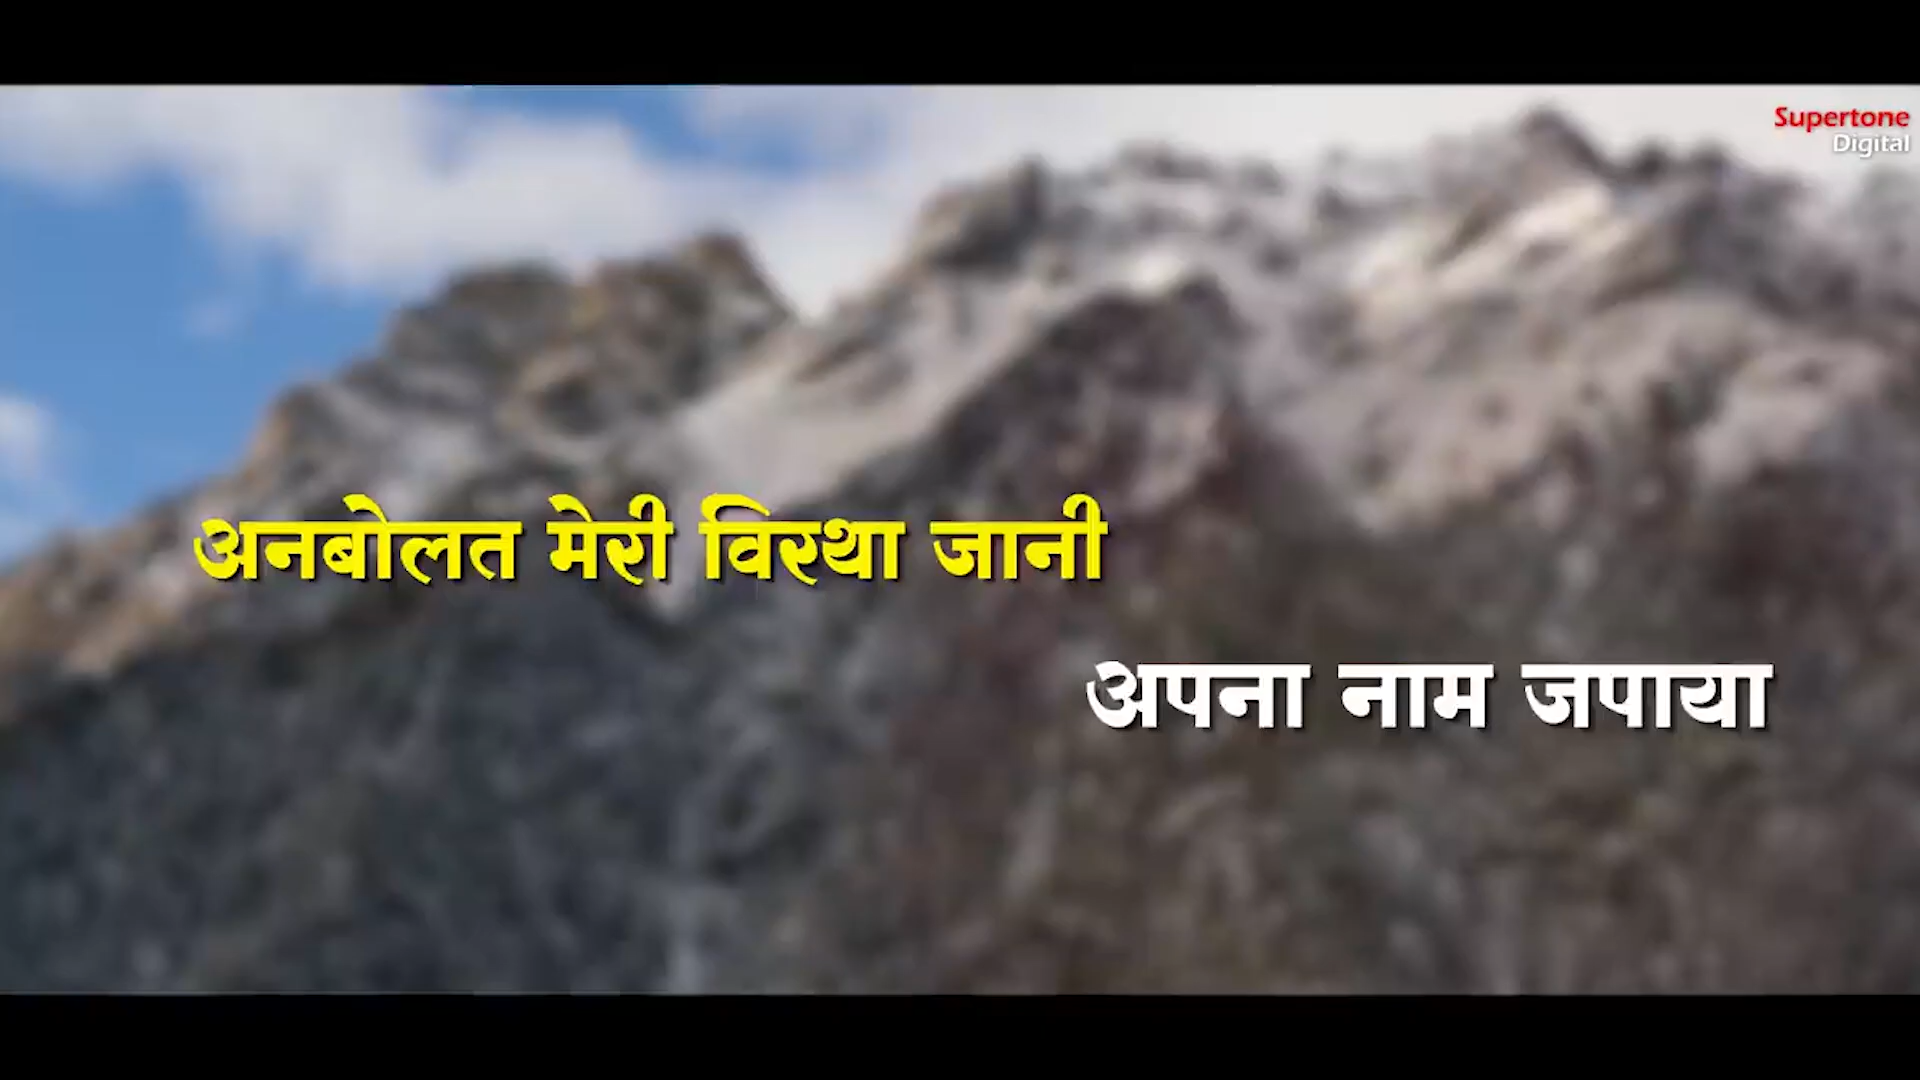 Supertone
Digital
अनबोलत मेरी विरथा जानी
अपना नाम जपाया